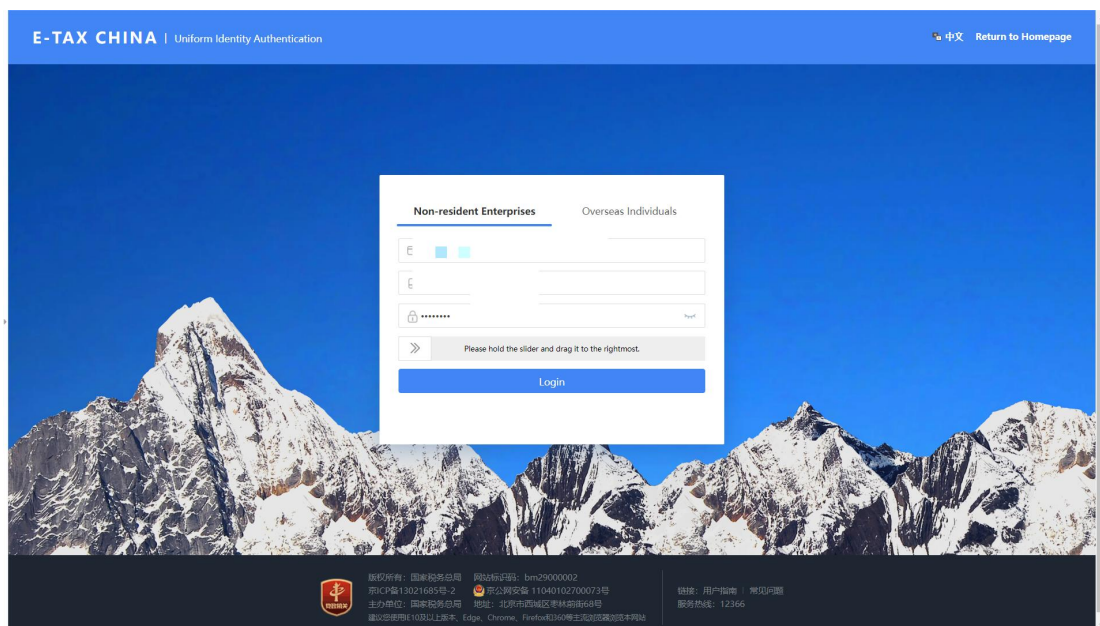 E-TAX CHINA | Uniform Identity Authentication
中文 Return to Homepage
Non-resident Enterprises Overseas Individuals
••••••••
Please hold the slider and drag it to the rightmost.
Login
版权所有：国家税务总局 网站标识码：bm29000002
京ICP备13021685号-2 京公网安备 11040102700073号
主办单位：国家税务总局 地址：北京市西城区枣林前街68号
建议您使用IE10及以上版本、Edge、Chrome、Firefox和360等主流浏览器浏览本网站
链接：用户指南 | 常见问题
服务热线：12366
党政机关